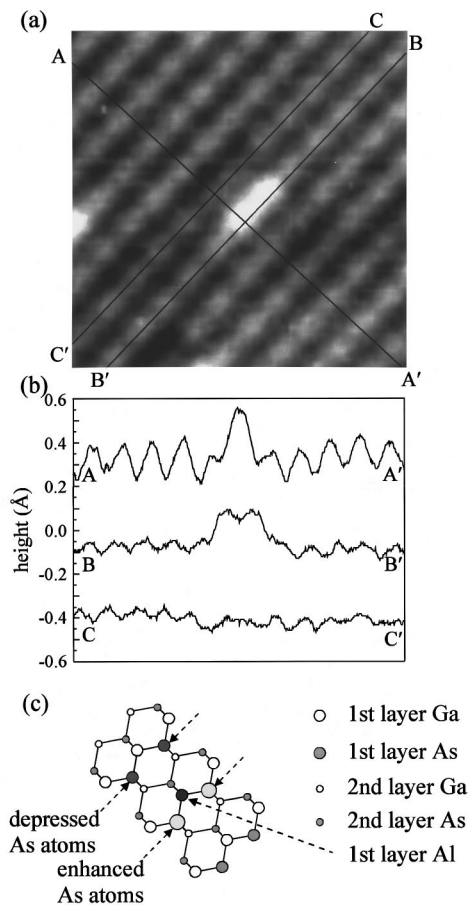 (a)
C
B
A
C′
B′
A′
(b)
0.6
0.4
0.2
0.0
-0.2
-0.4
-0.6
height (Å)
A
A′
B
B′
C
C′
(c)
1st layer Ga
1st layer As
2nd layer Ga
2nd layer As
1st layer Al
depressed
As atoms
enhanced
As atoms